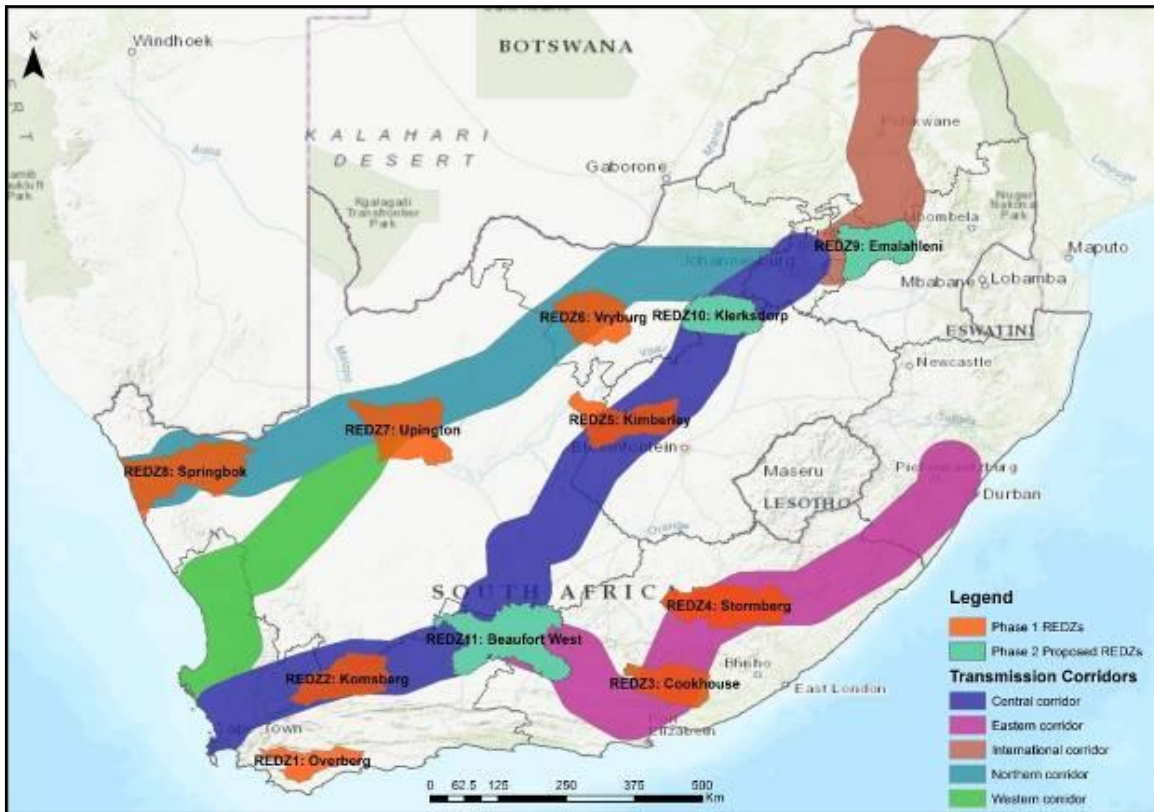 N
Windhoek
BOTSWANA
KALAHARI
DESERT
Gaborone
Kgalagadi
Transfrontier
Park
REDZ9: Emalahleni
Maputo
Mbabane
Lobamba
ESWATINI
REDZ6: Vryburg
REDZ10: Klerksdorp
Newcastle
REDZ5: Kimberley
REDZ7: Upington
REDZ8: Springbok
Maseru
LESOTHO
Durban
Orange
SOUTH AFRICA
REDZ4: Stormberg
REDZ11: Beaufort West
REDZ2: Komsberg
REDZ3: Cookhouse
Bhisho
East London
Elizabeth
REDZ1: Overberg
Legend
Phase 1 REDZs
Phase 2 Proposed REDZs
Transmission Corridors
Central corridor
Eastern corridor
International corridor
Northern corridor
Western corridor
0 62.5 125 250 375 500
Km